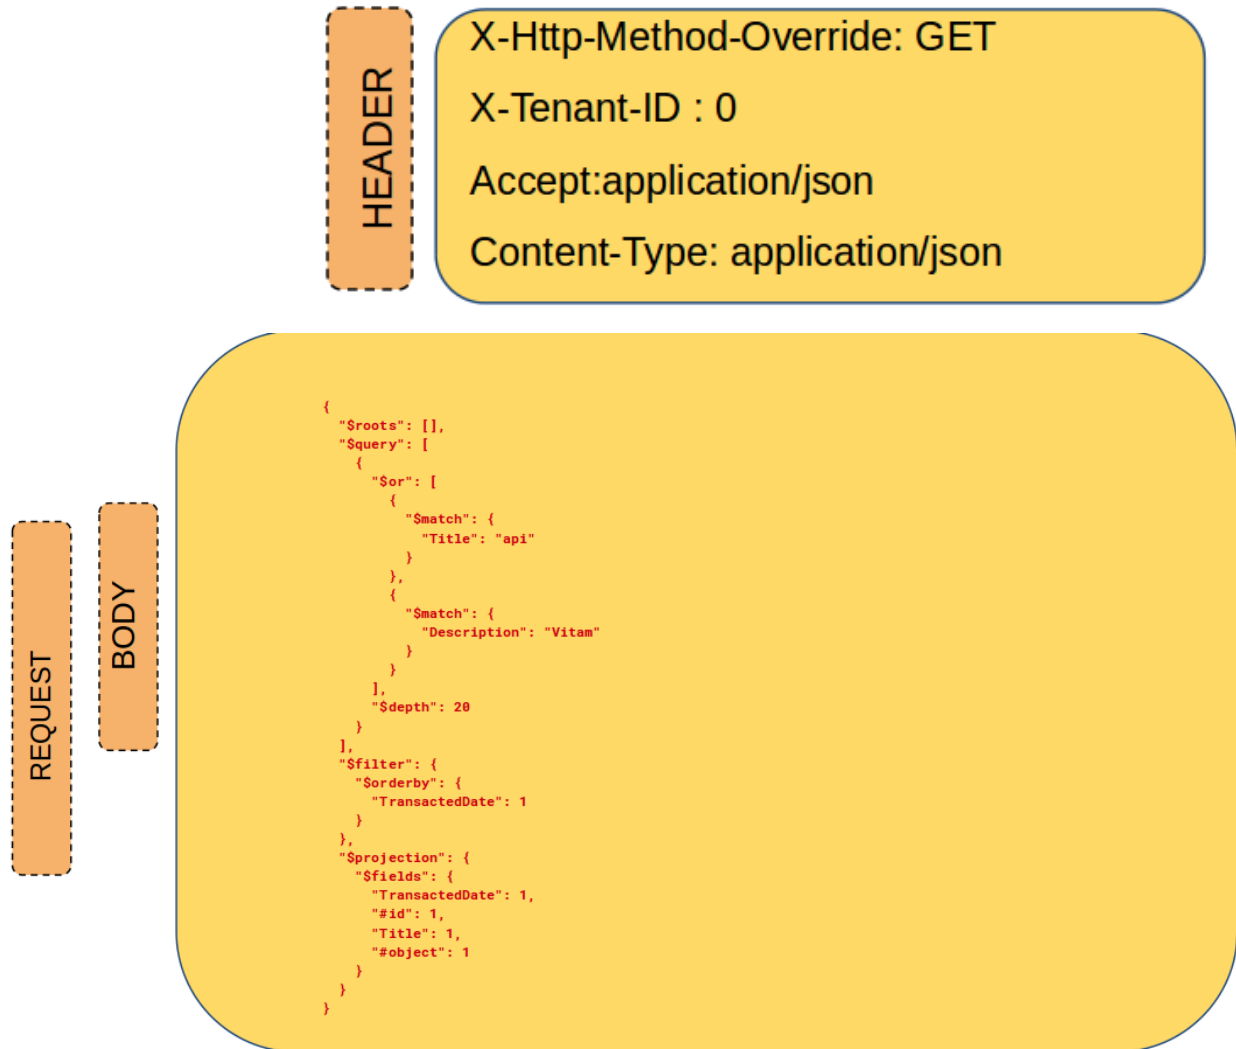 HEADER
X-Http-Method-Override: GET
X-Tenant-ID : 0
Accept:application/json
Content-Type: application/json
REQUEST
BODY
{
  "$roots": [],
  "$query": [
    {
      "$or": [
        {
          "$match": {
            "Title": "api"
          }
        },
        {
          "$match": {
            "Description": "Vitam"
          }
        }
      ],
      "$depth": 20
    }
  ],
  "$filter": {
    "$orderby": {
      "TransactedDate": 1
    }
  },
  "$projection": {
    "$fields": {
      "TransactedDate": 1,
      "#id": 1,
      "Title": 1,
      "#object": 1
    }
  }
}